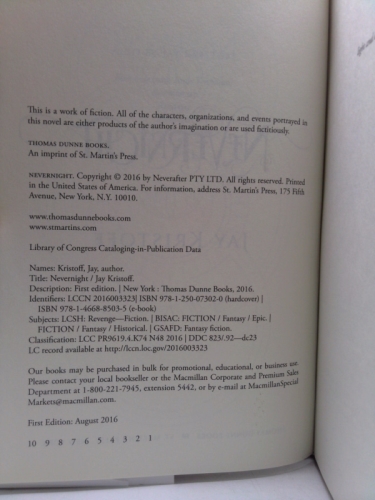 This is a work of fiction. All of the characters, organizations, and events portrayed in
this novel are either products of the author's imagination or are used fictitiously.
THOMAS DUNNE BOOKS.
An imprint of St. Martin's Press.
NEVERNIGHT. Copyright © 2016 by Neverafter PTY LTD. All rights reserved. Printed
in the United States of America. For information, address St. Martin's Press, 175 Fifth
Avenue, New York, N.Y. 10010.
www.thomasdunnebooks.com
www.stmartins.com
Library of Congress Cataloging-in-Publication Data
Names: Kristoff, Jay, author.
Title: Nevernight / Jay Kristoff.
Description: First edition. | New York : Thomas Dunne Books, 2016.
Identifiers: LCCN 2016003323| ISBN 978-1-250-07302-0 (hardcover) |
ISBN 978-1-4668-8503-5 (e-book)
Subjects: LCSH: Revenge—Fiction. | BISAC: FICTION / Fantasy / Epic. |
FICTION / Fantasy / Historical. | GSAFD: Fantasy fiction.
Classification: LCC PR9619.4.K74 N48 2016 | DDC 823/.92—dc23
LC record available at http://lccn.loc.gov/2016003323
Our books may be purchased in bulk for promotional, educational, or business use.
Please contact your local bookseller or the Macmillan Corporate and Premium Sales
Department at 1-800-221-7945, extension 5442, or by e-mail at MacmillanSpecial
Markets@macmillan.com.
First Edition: August 2016
10 9 8 7 6 5 4 3 2 1